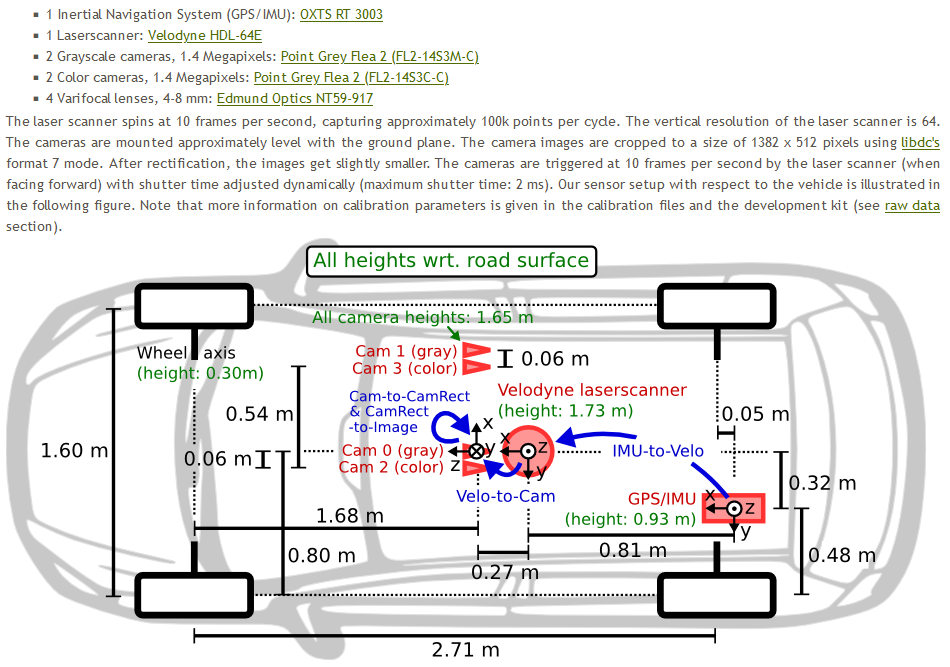 1 Inertial Navigation System (GPS/IMU): OXTS RT 3003
1 Laserscanner: Velodyne HDL-64E
2 Grayscale cameras, 1.4 Megapixels: Point Grey Flea 2 (FL2-14S3M-C)
2 Color cameras, 1.4 Megapixels: Point Grey Flea 2 (FL2-14S3C-C)
4 Varifocal lenses, 4-8 mm: Edmund Optics NT59-917
The laser scanner spins at 10 frames per second, capturing approximately 100k points per cycle. The vertical resolution of the laser scanner is 64.
The cameras are mounted approximately level with the ground plane. The camera images are cropped to a size of 1382 x 512 pixels using libdc's
format 7 mode. After rectification, the images get slightly smaller. The cameras are triggered at 10 frames per second by the laser scanner (when
facing forward) with shutter time adjusted dynamically (maximum shutter time: 2 ms). Our sensor setup with respect to the vehicle is illustrated in
the following figure. Note that more information on calibration parameters is given in the calibration files and the development kit (see raw data
section).
All heights wrt. road surface
All camera heights: 1.65 m
Wheel axis
(height: 0.30m)
Cam 1 (gray)
Cam 3 (color)
0.06 m
Cam-to-CamRect
& CamRect
-to-Image
Velodyne laserscanner
(height: 1.73 m)
0.54 m
0.05 m
1.60 m
0.06 m
Cam 0 (gray)
Cam 2 (color)
x
y
z
x
z
y
IMU-to-Velo
Velo-to-Cam
0.32 m
GPS/IMU
(height: 0.93 m)
x
z
y
1.68 m
0.80 m
0.27 m
0.81 m
0.48 m
2.71 m